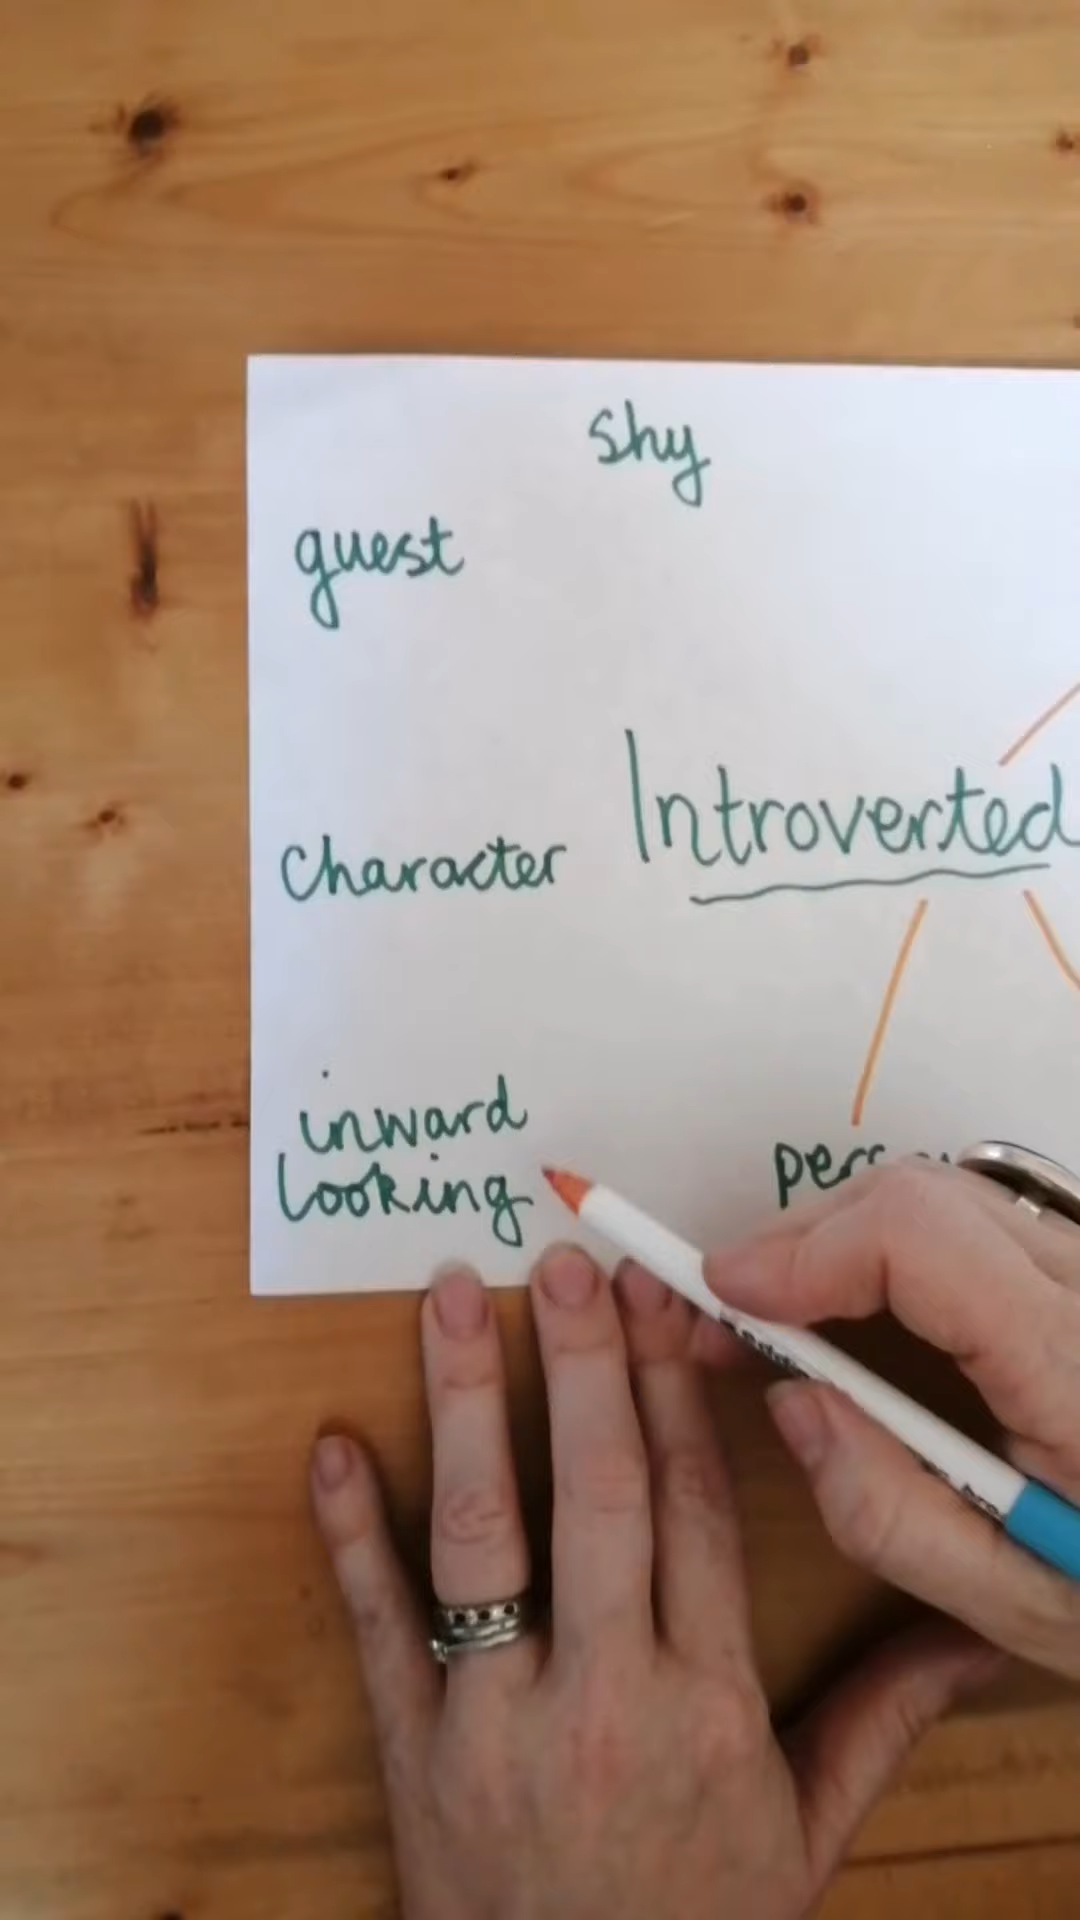 shy
guest
Introverted
character
inward
looking